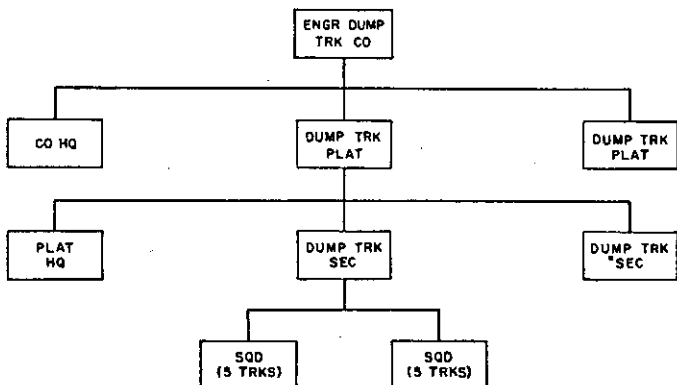 ENGR DUMP
TRK CO
CO HQ
DUMP TRK
PLAT
DUMP TRK
PLAT
PLAT
HQ
DUMP TRK
SEC
DUMP TRK
SEC
SQD
(5 TRKS)
SQD
(5 TRKS)